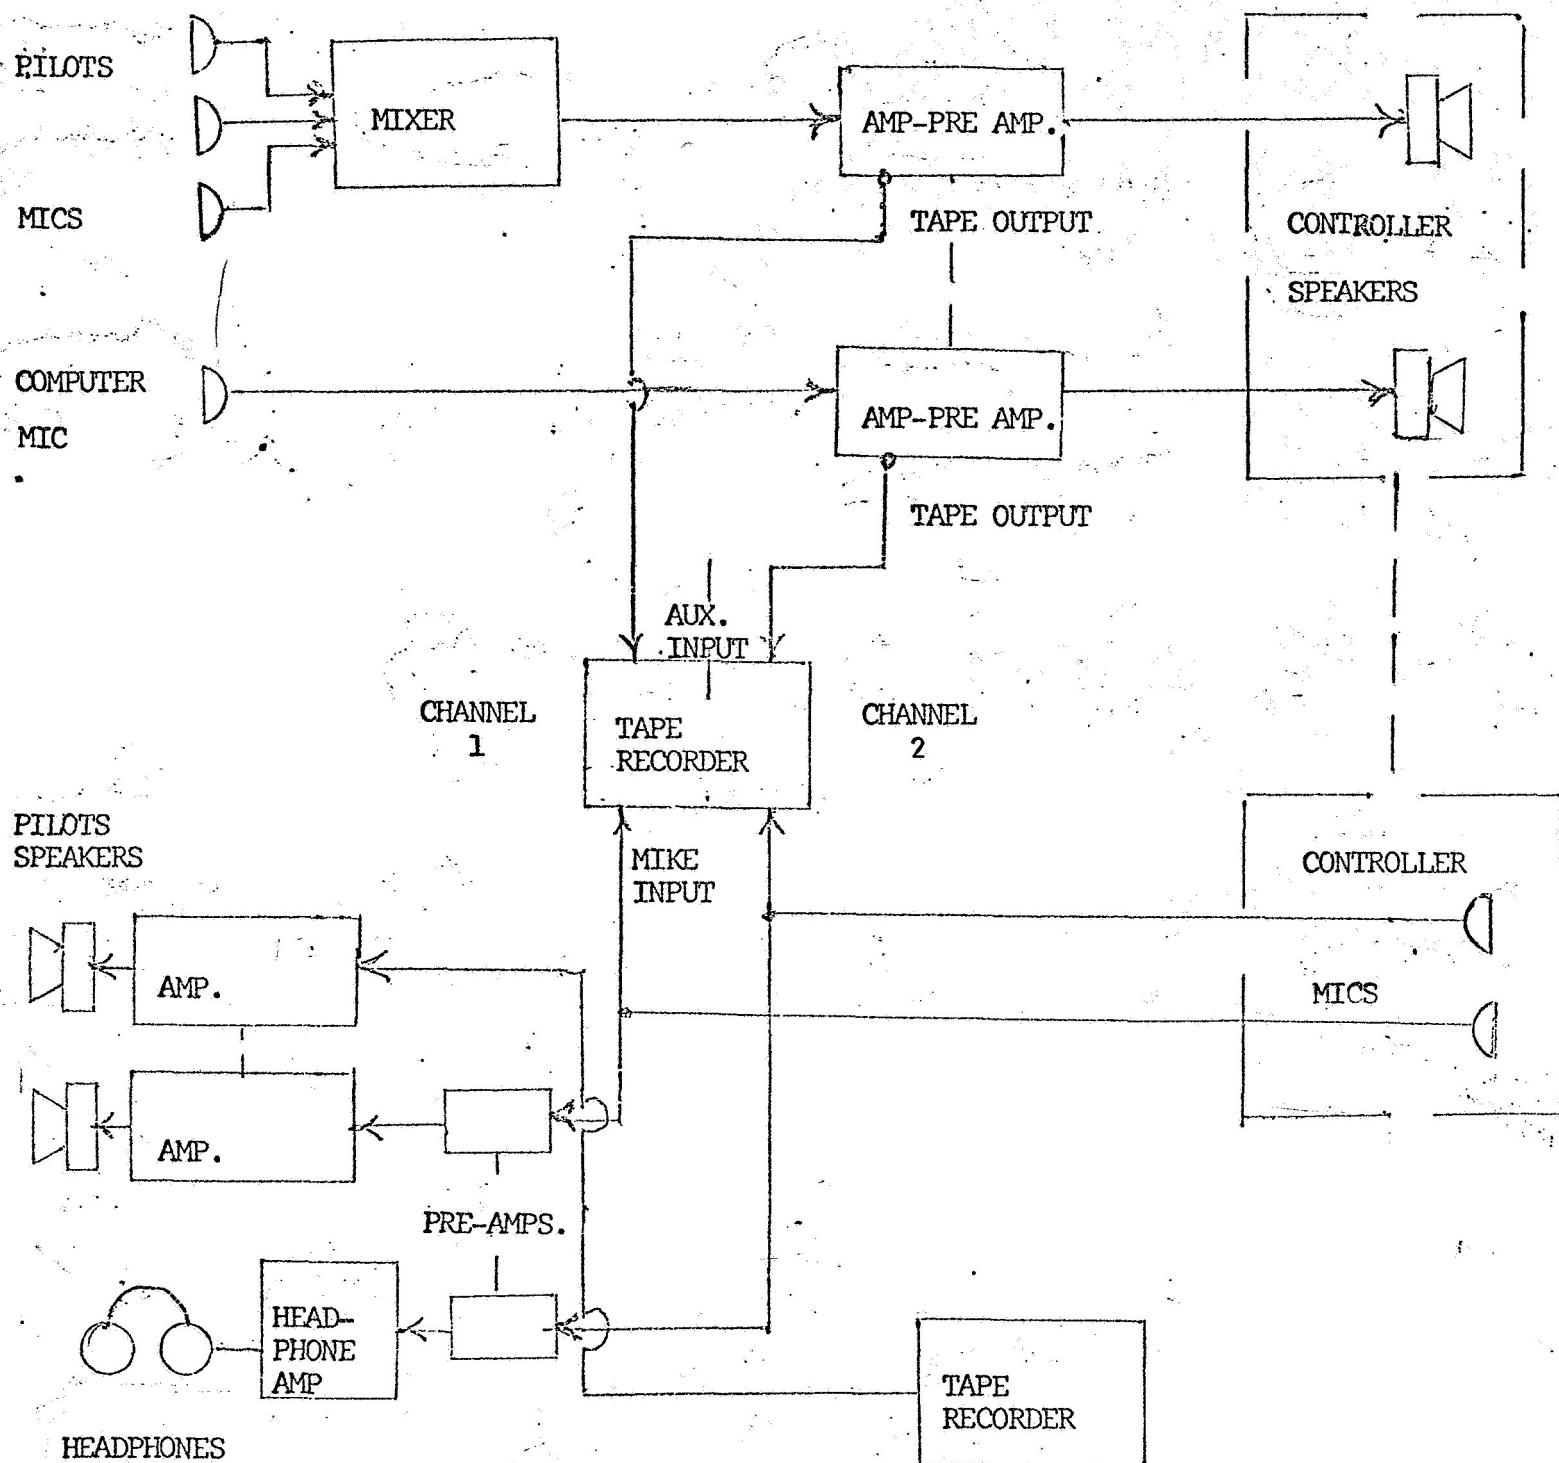 PILOTS
MICS
MIXER
AMP-PRE AMP.
TAPE OUTPUT
CONTROLLER
SPEAKERS
COMPUTER
MIC
AMP-PRE AMP.
TAPE OUTPUT
AUX.
INPUT
CHANNEL
1
TAPE
RECORDER
CHANNEL
2
PILOTS
SPEAKERS
MIKE
INPUT
CONTROLLER
MICS
AMP.
AMP.
PRE-AMPS.
HEAD-
PHONE
AMP
HEADPHONES
TAPE
RECORDER